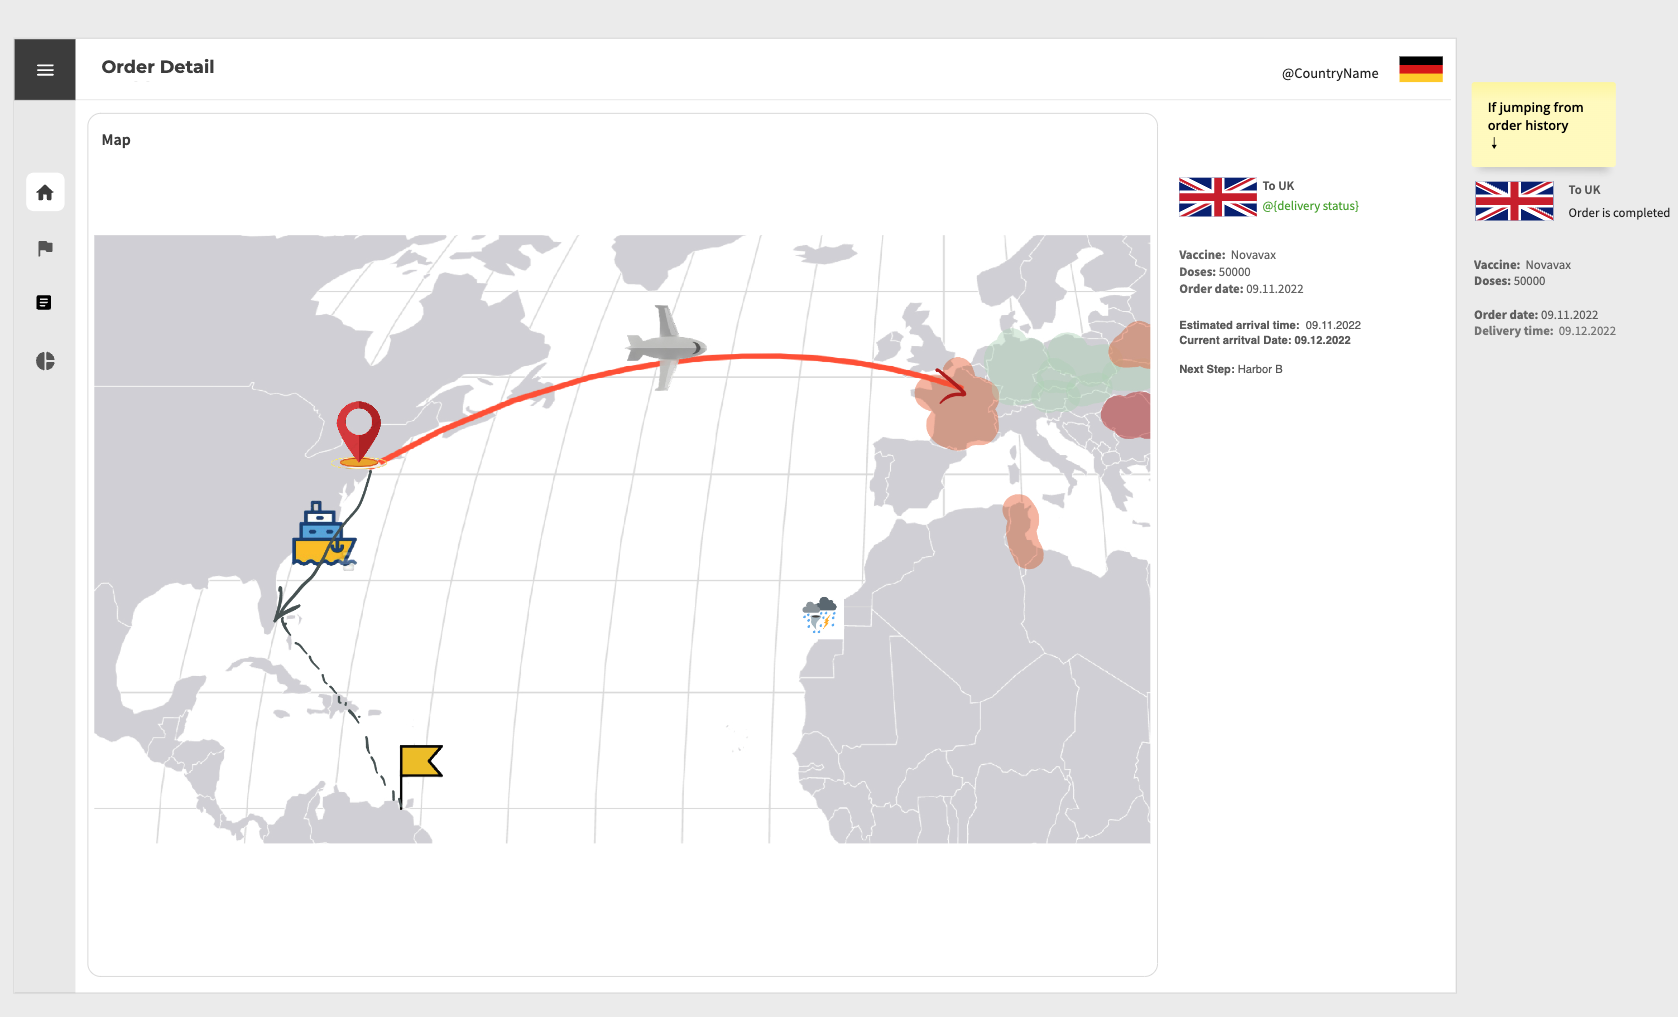 Order Detail
@CountryName
Map
To UK
@{delivery status}
Vaccine: Novavax
Doses: 50000
Order date: 09.11.2022
Estimated arrival time: 09.11.2022
Current arritval Date: 09.12.2022
Next Step: Harbor B
If jumping from
order history
↓
To UK
Order is completed
Vaccine: Novavax
Doses: 50000
Order date: 09.11.2022
Delivery time: 09.12.2022